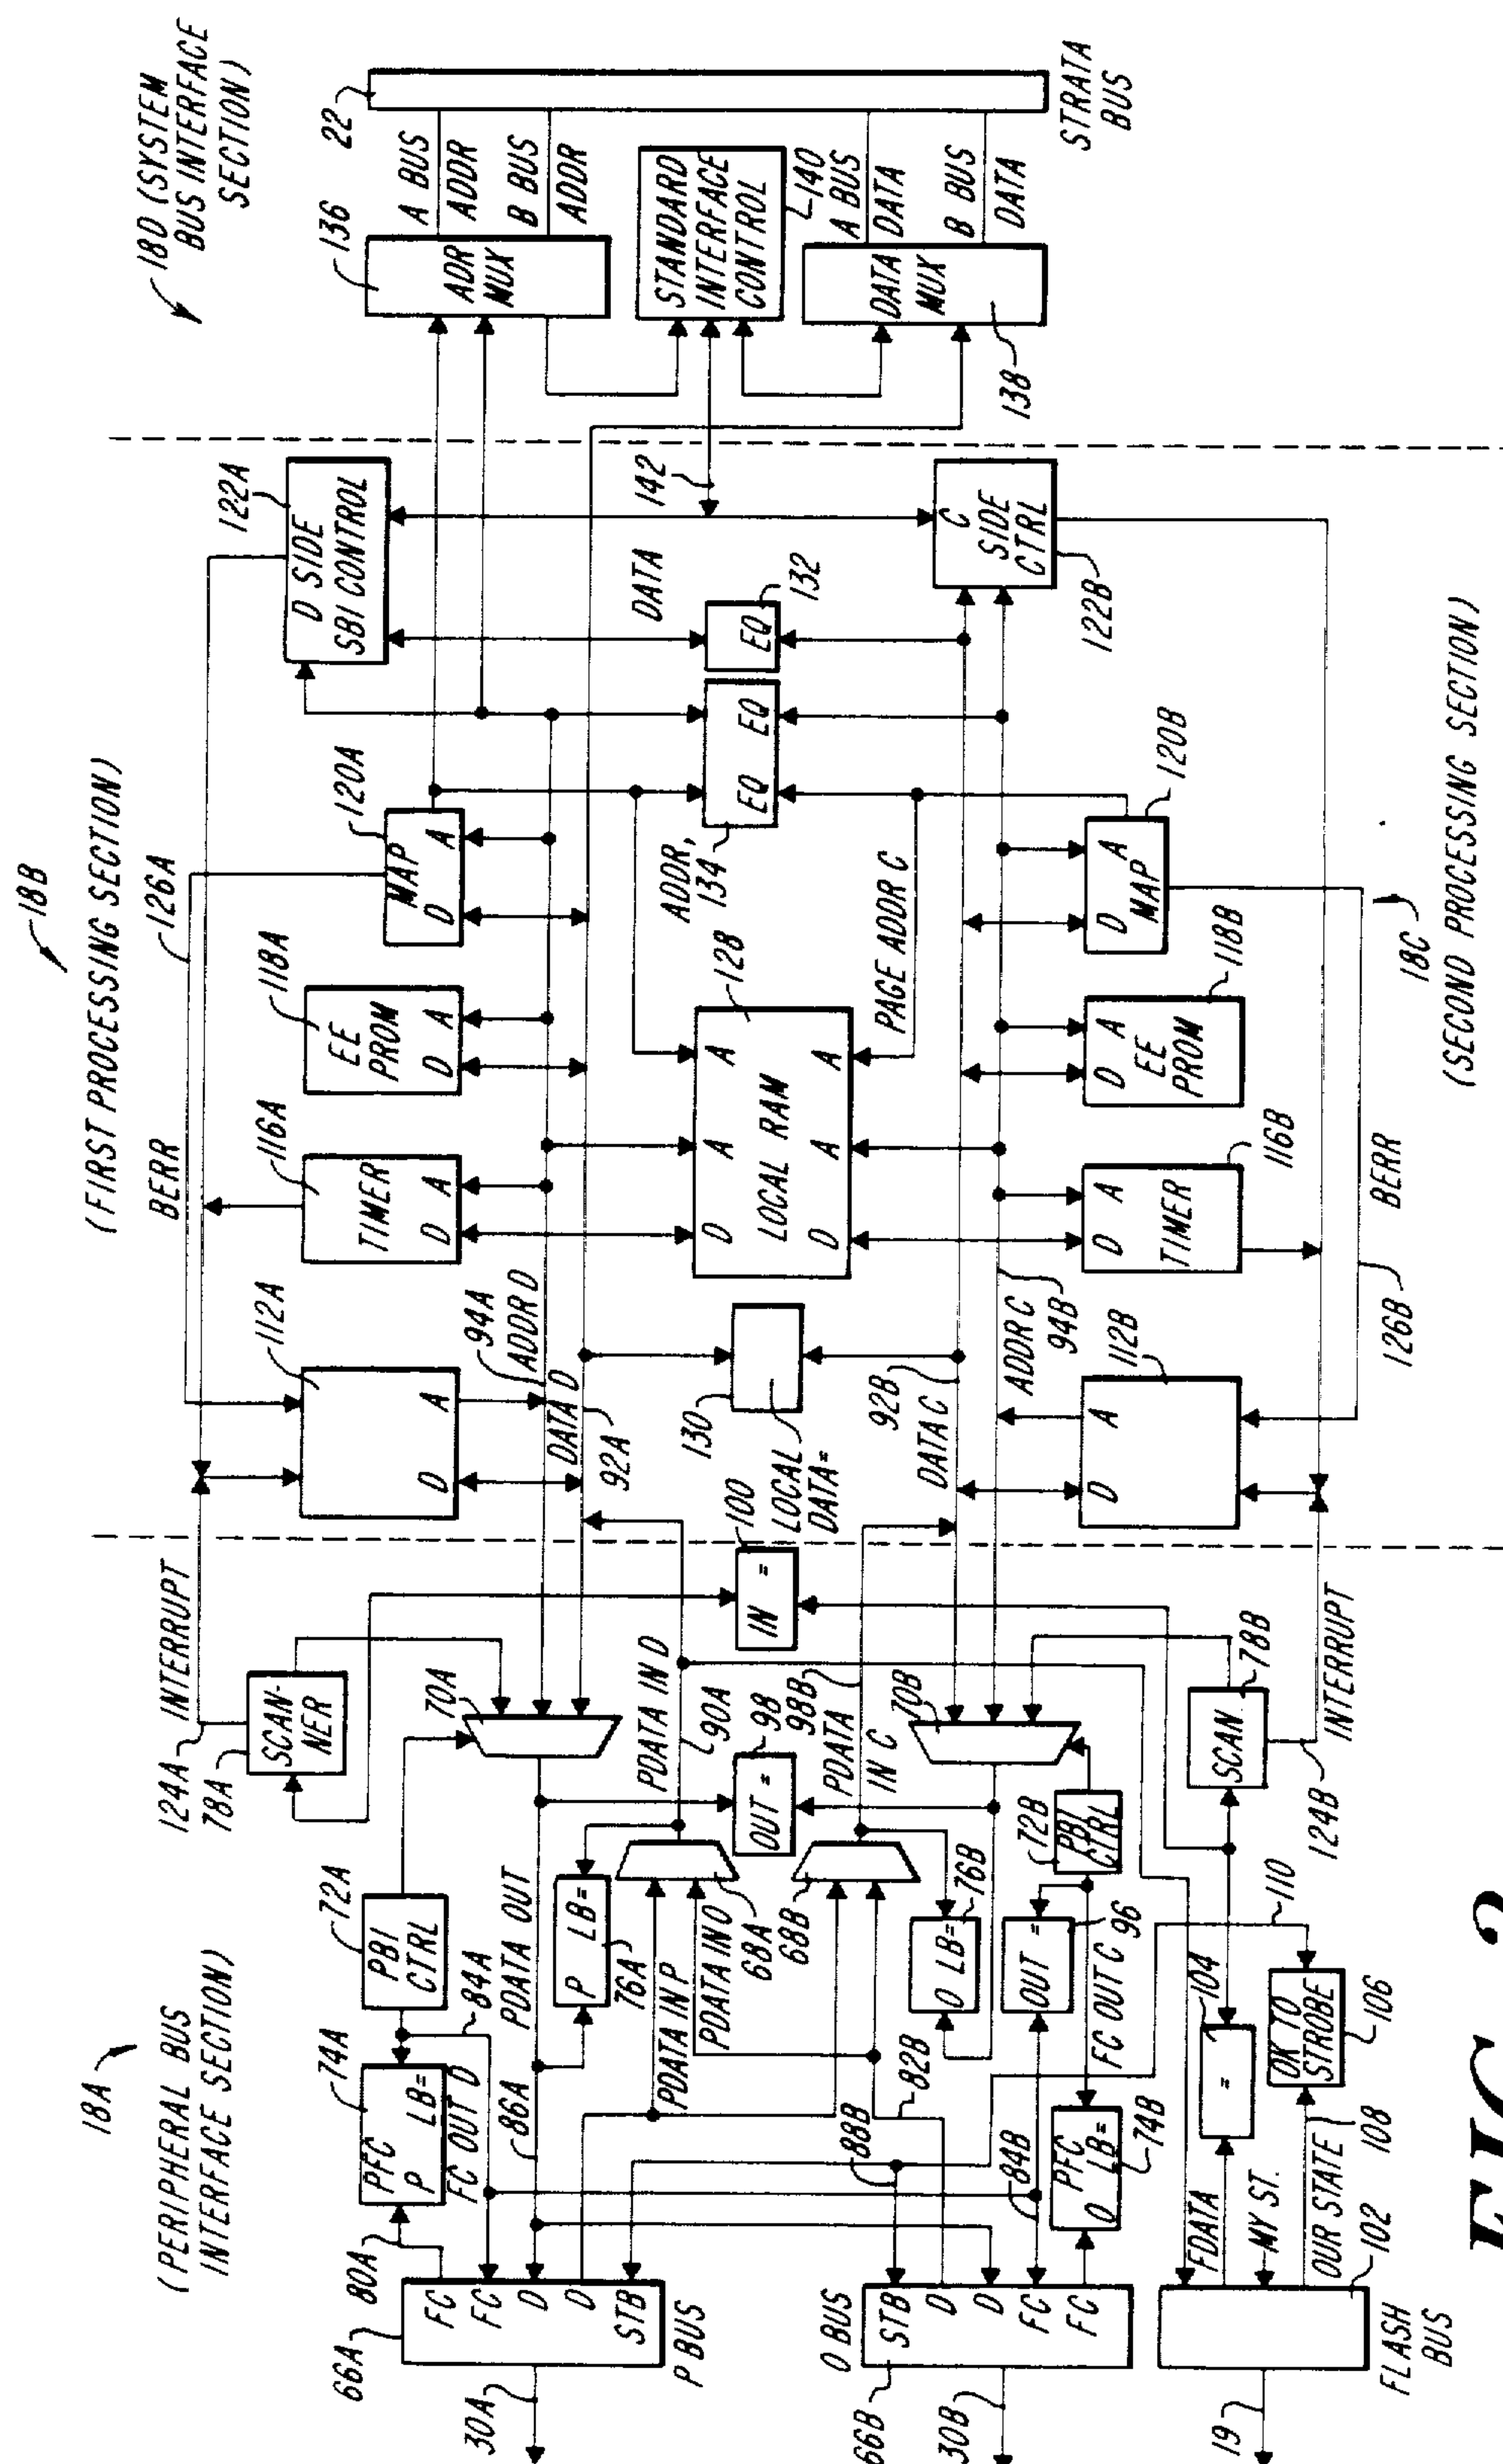 18A
(PERIPHERAL BUS
INTERFACE SECTION)
18B
(FIRST PROCESSING SECTION)
18D (SYSTEM
BUS INTERFACE
SECTION)
124A
INTERRUPT
78A
SCAN-
NER
72A
PBI
CTRL
74A
PFC
P LB=
FC OUT D
84A
86A
80A
66A
FC
FC
D
D
STB
P BUS
30A
PDATA OUT
70A
P LB=
76A
PDATA IN P
PDATA IN O
68A
68B
PDATA IN D
90A
OUT =
98
98B
PDATA
IN C
IN =
100
70B
72B
PBI
CTRL
O LB=
76B
OUT =
96
FC OUT C
82B
88B
84B
PFC
O LB=
74B
O BUS
STB
D
D
FC
FC
66B
30B
SCAN.
78B
INTERRUPT
124B
110
104
=
OK TO
STROBE
106
FDATA
MY ST.
OUR STATE
108
102
FLASH
BUS
19
BERR
126A
112A
D A
94A
ADDR D
DATA D
92A
116A
TIMER
D A
118A
EE
PROM
D A
120A
MAP
D A
122A
D SIDE
SBI CONTROL
130
LOCAL
DATA=
128
D A A
LOCAL RAM
D A A
ADDR,
134
EQ EQ
DATA
EQ
132
142
PAGE ADDR C
92B
DATA C
ADDR C
94B
112B
D A
126B
BERR
116B
D A
TIMER
118B
D A
EE
PROM
120B
D A
MAP
122B
C
SIDE
CTRL
18C
(SECOND PROCESSING SECTION)
136
ADR
MUX
A BUS
ADDR
B BUS
ADDR
22
STANDARD
INTERFACE
CONTROL
140
A BUS
DATA
B BUS
DATA
DATA
MUX
138
STRATA
BUS